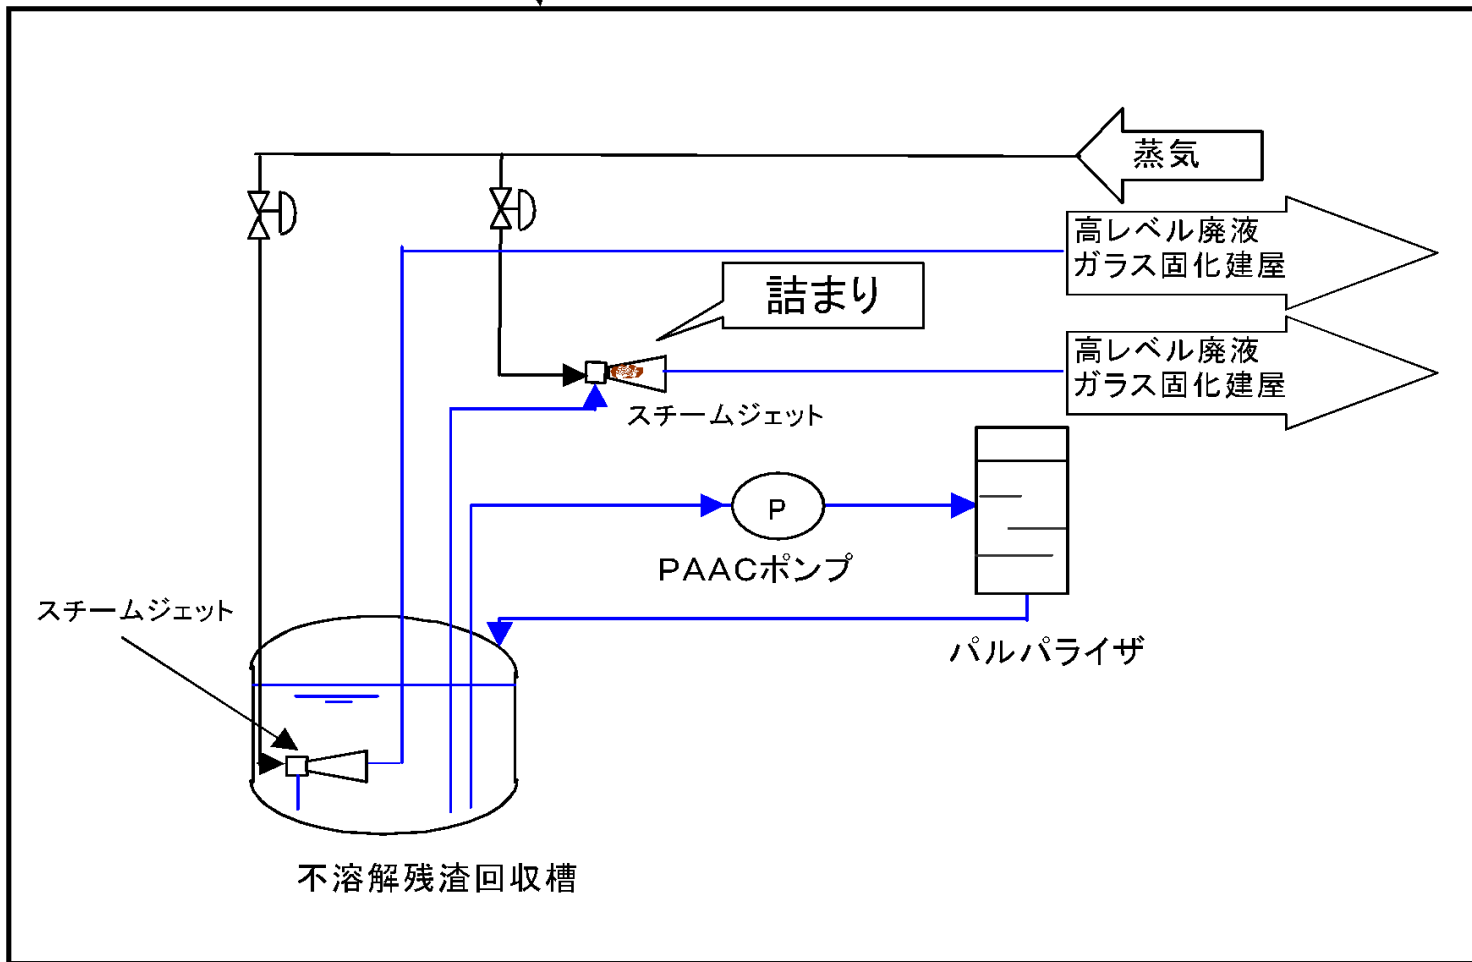 蒸気
高レベル廃液
ガラス固化建屋
詰まり
高レベル廃液
ガラス固化建屋
スチームジェット
P
PAACポンプ
スチームジェット
パルパライザ
不溶解残渣回収槽